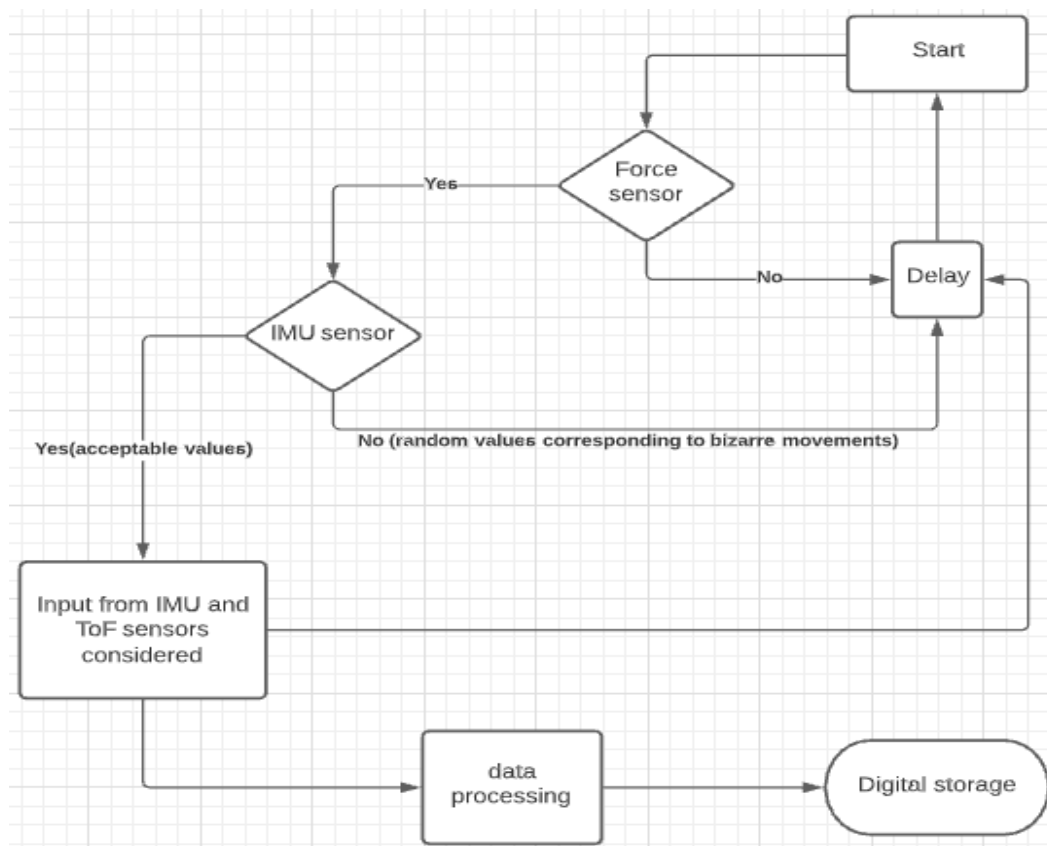 Start
Force
sensor
Yes
No
Delay
IMU sensor
Yes(acceptable values)
No (random values corresponding to bizarre movements)
Input from IMU and
ToF sensors
considered
data
processing
Digital storage